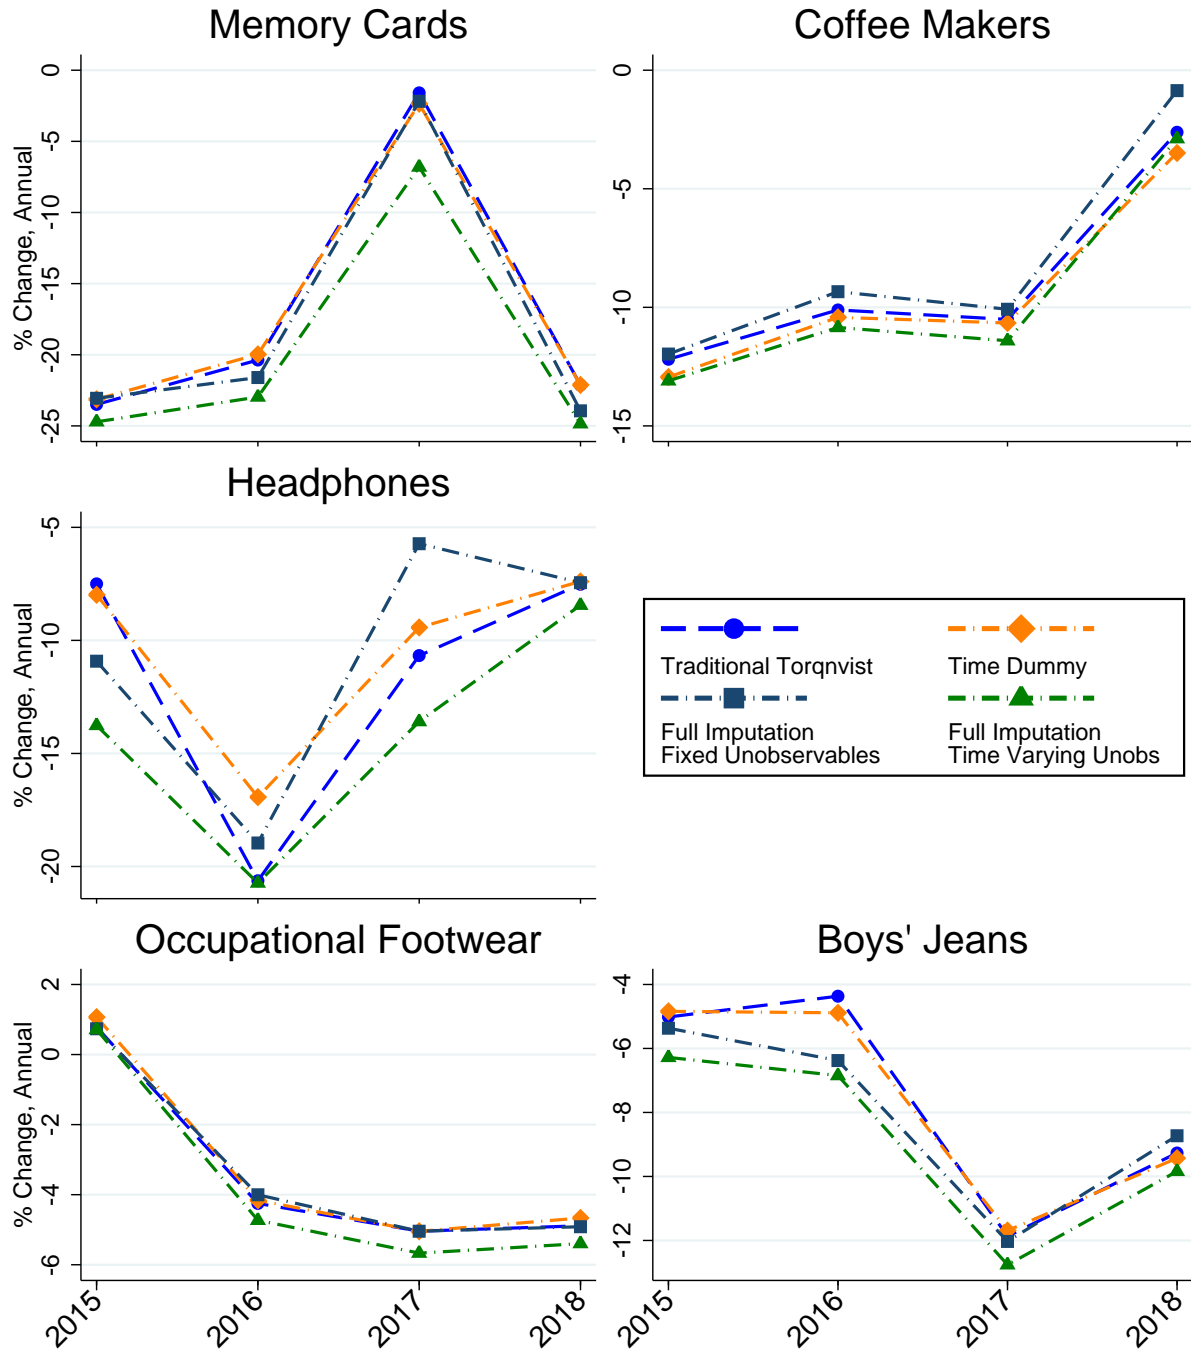 Memory Cards
% Change, Annual
0
-5
-10
-15
-20
-25
Coffee Makers
0
-5
-10
-15
Headphones
% Change, Annual
-5
-10
-15
-20
Traditional Torqnvist
Time Dummy
Full Imputation
Fixed Unobservables
Full Imputation
Time Varying Unobs
Occupational Footwear
% Change, Annual
2
0
-2
-4
-6
2015
2016
2017
2018
Boys' Jeans
-4
-6
-8
-10
-12
2015
2016
2017
2018